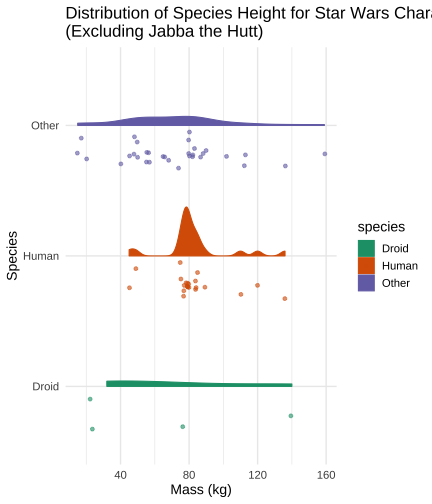 Distribution of Species Height for Star Wars Chara
(Excluding Jabba the Hutt)
Other
Human
Droid
Species
40 80 120 160
Mass (kg)
species
Droid
Human
Other